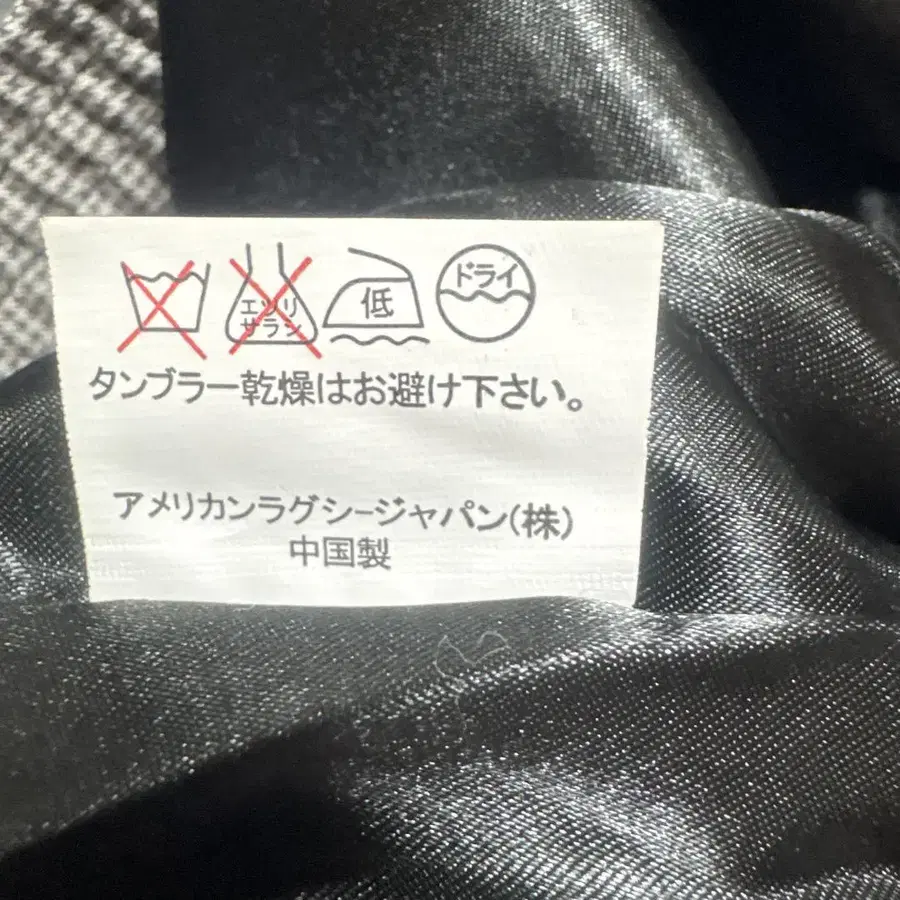 エンソ
サラシ
低
ドライ
タンブラー乾燥はお避け下さい。
アメリカンラグシージャパン(株)
中国製